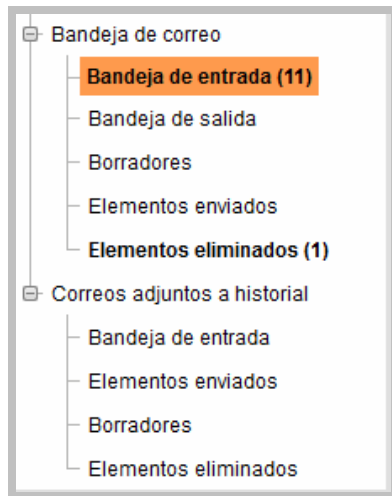 Bandeja de correo
Bandeja de entrada (11)
Bandeja de salida
Borradores
Elementos enviados
Elementos eliminados (1)
Correos adjuntos a historial
Bandeja de entrada
Elementos enviados
Borradores
Elementos eliminados